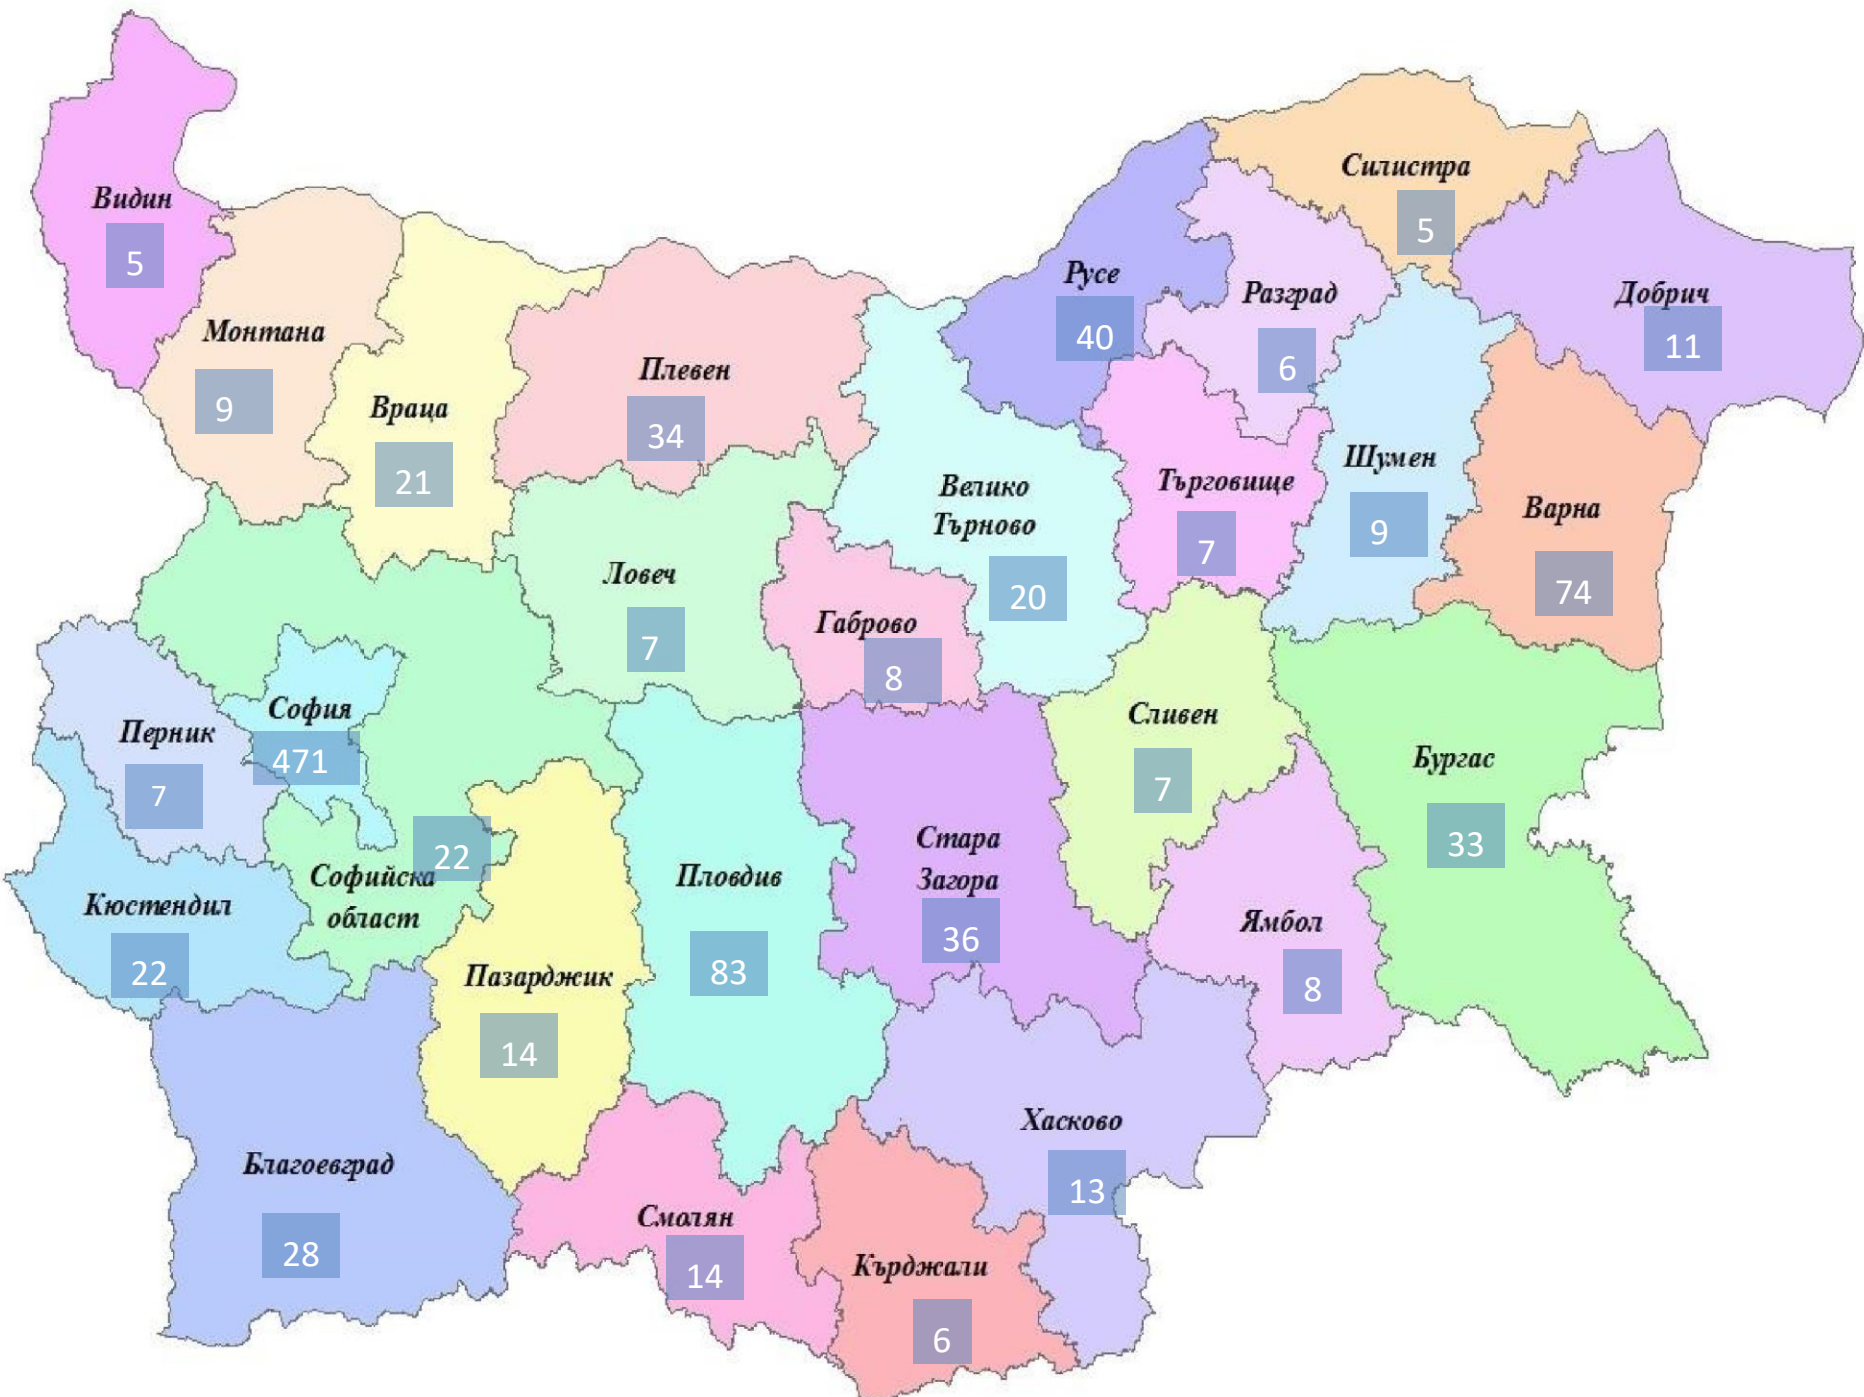 Видин
5
Монтана
9
Враца
21
Плевен
34
Русе
40
Силистра
5
Разград
6
Добрич
11
Велико
Търново
20
Търговище
7
Шумен
9
Варна
74
Ловеч
7
Габрово
8
София
471
Перник
7
Софийска
област
22
Кюстендил
22
Пазарджик
14
Пловдив
83
Стара
Загора
36
Сливен
7
Бургас
33
Ямбол
8
Благоевград
28
Смолян
14
Хасково
13
Кърджали
6